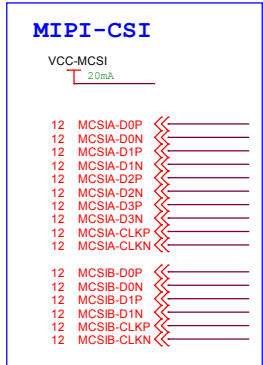 MIPI-CSI
VCC-MCSI
20mA
12 MCSIA-D0P
12 MCSIA-D0N
12 MCSIA-D1P
12 MCSIA-D1N
12 MCSIA-D2P
12 MCSIA-D2N
12 MCSIA-D3P
12 MCSIA-D3N
12 MCSIA-CLKP
12 MCSIA-CLKN
12 MCSIB-D0P
12 MCSIB-D0N
12 MCSIB-D1P
12 MCSIB-D1N
12 MCSIB-CLKP
12 MCSIB-CLKN